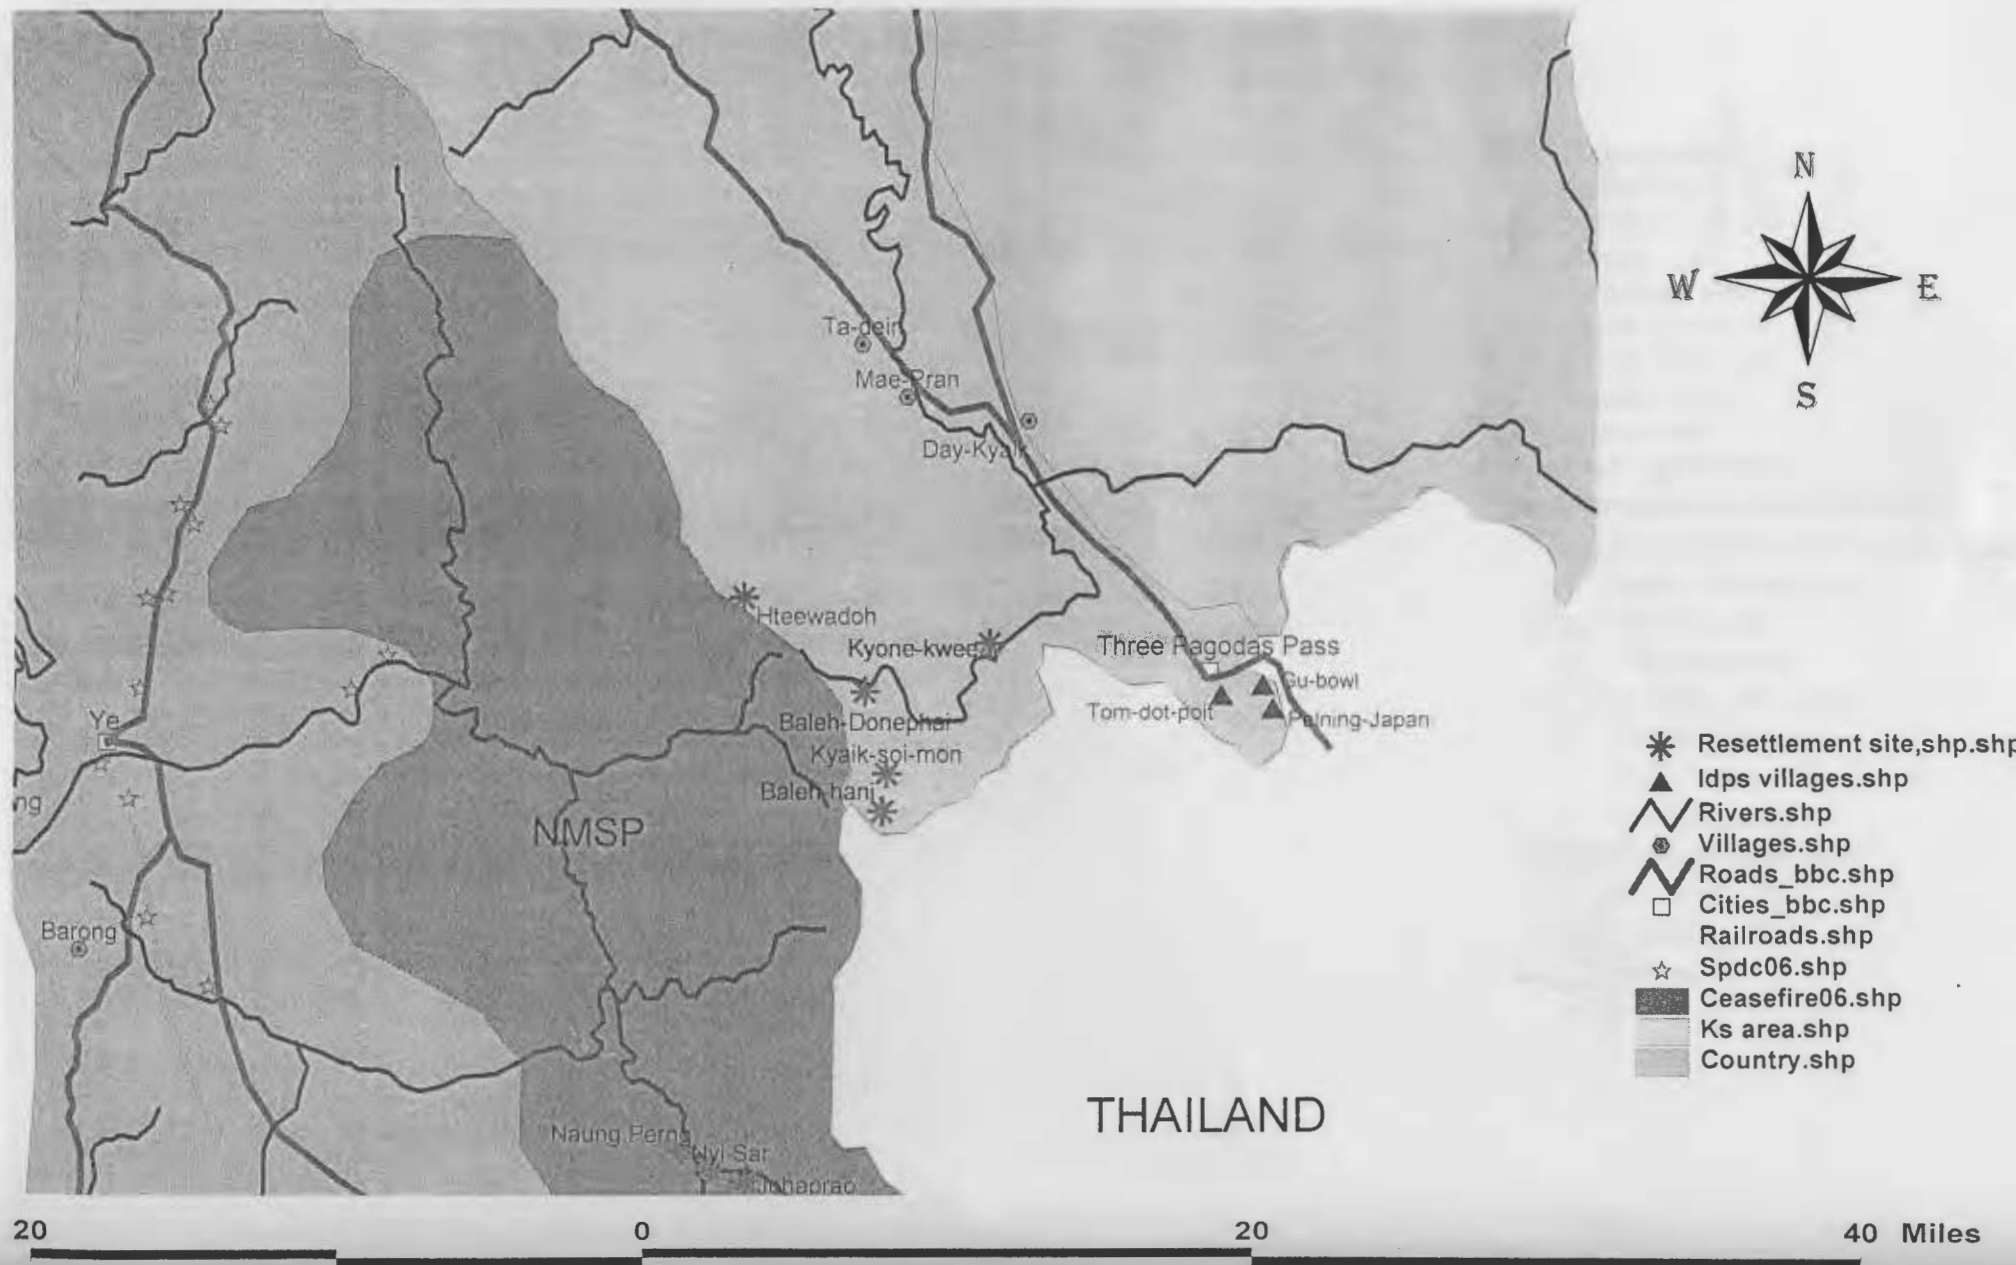 N
W
E
S
Ta-dein
Mae-Pran
Day-Kyaik
Hteewadoh
Kyone-kwee
Three Pagodas Pass
Gu-bowl
Tom-dot-poit
Palning-Japan
Ye
Baleh-Donephai
Kyaik-soi-mon
Baleh-hani
ng
NMSP
Barong
THAILAND
Naung Perng
Nyi Sar
Johaprao
Resettlement site,shp.shp
Idps villages.shp
Rivers.shp
Villages.shp
Roads_bbc.shp
Cities_bbc.shp
Railroads.shp
Spdc06.shp
Ceasefire06.shp
Ks area.shp
Country.shp
20 0 20 40 Miles